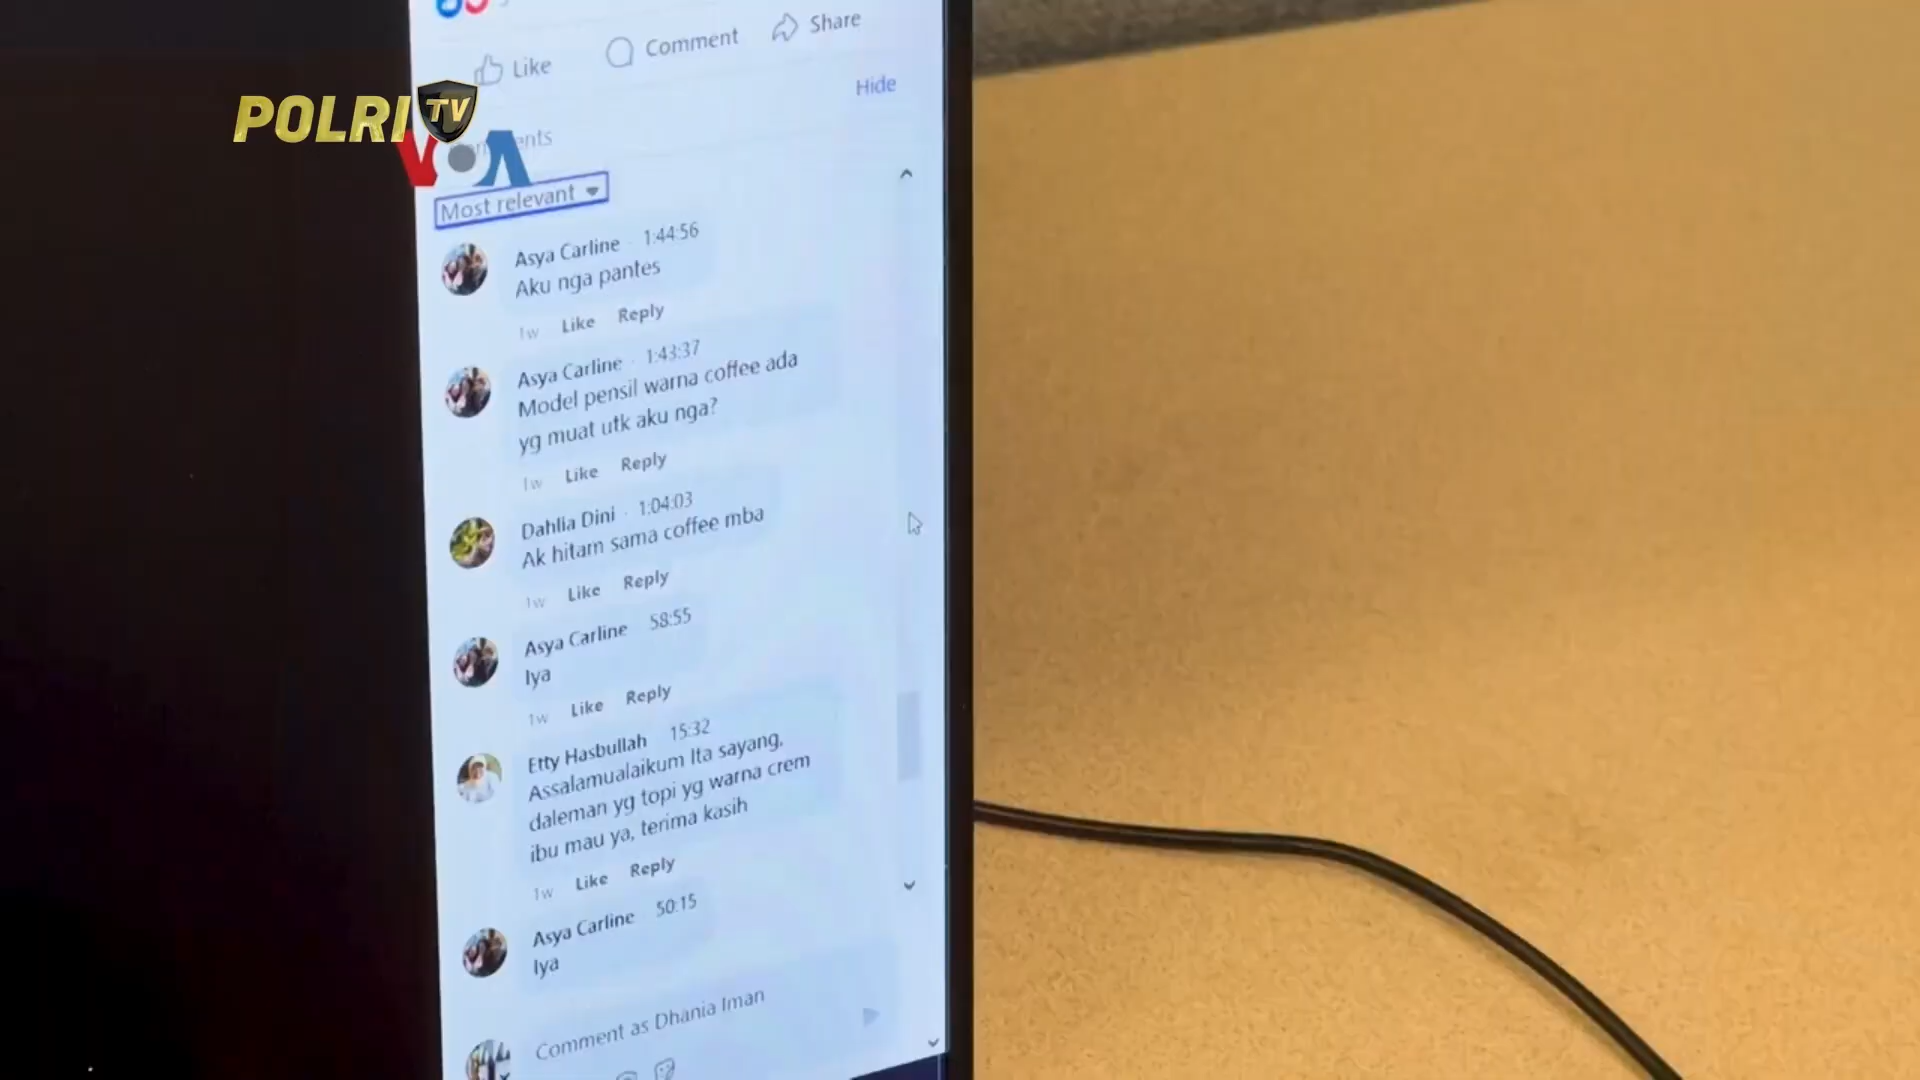 Like
Comment
Share
Hide
POLRI TV
VOA
Most relevant
Asya Carline · 1:44:56
Aku nga pantes
1w Like Reply
Asya Carline · 1:43:37
Model pensil warna coffee ada
yg muat utk aku nga?
1w Like Reply
Dahlia Dini · 1:04:03
Ak hitam sama coffee mba
1w Like Reply
Asya Carline 58:55
Iya
1w Like Reply
Etty Hasbullah 15:32
Assalamualaikum Ita sayang,
daleman yg topi yg warna crem
ibu mau ya, terima kasih
1w Like Reply
Asya Carline 50:15
Iya
Comment as Dhania Iman